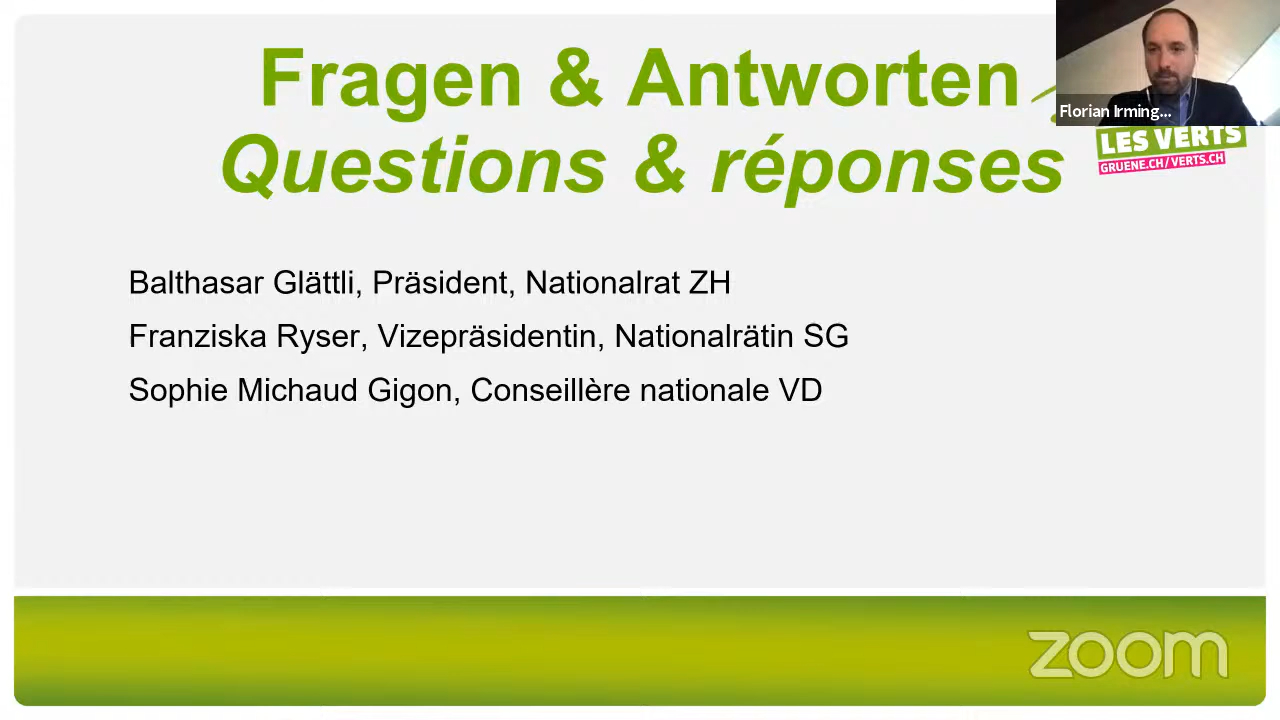 Fragen & Antworten
Questions & réponses
Florian Irming...
LES VERTS
GRUENE.CH/VERTS.CH
Balthasar Glättli, Präsident, Nationalrat ZH
Franziska Ryser, Vizepräsidentin, Nationalrätin SG
Sophie Michaud Gigon, Conseillère nationale VD
zoom